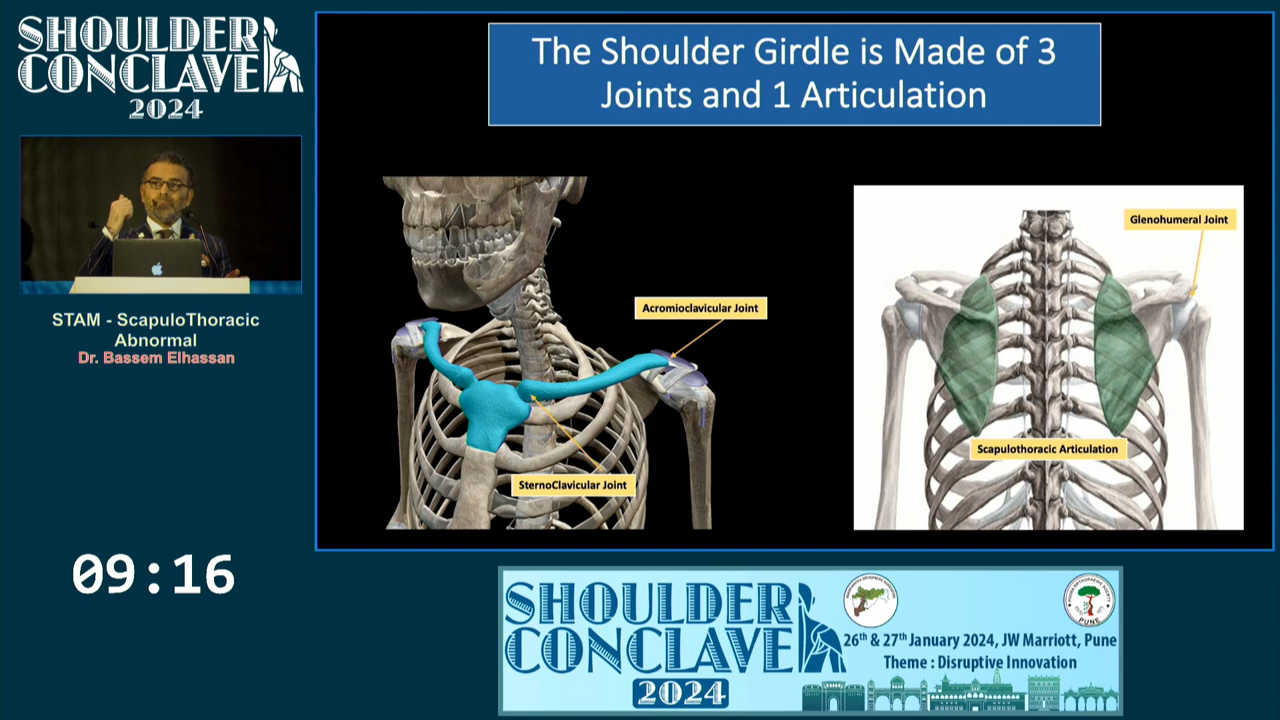 SHOULDER
CONCLAVE
2024
STAM - ScapuloThoracic
Abnormal
Dr. Bassem Elhassan
09:16
The Shoulder Girdle is Made of 3
Joints and 1 Articulation
Acromioclavicular Joint
SternoClavicular Joint
Glenohumeral Joint
Scapulothoracic Articulation
SHOULDER
CONCLAVE
2024
PUNE
26th & 27th January 2024, JW Marriott, Pune
Theme : Disruptive Innovation